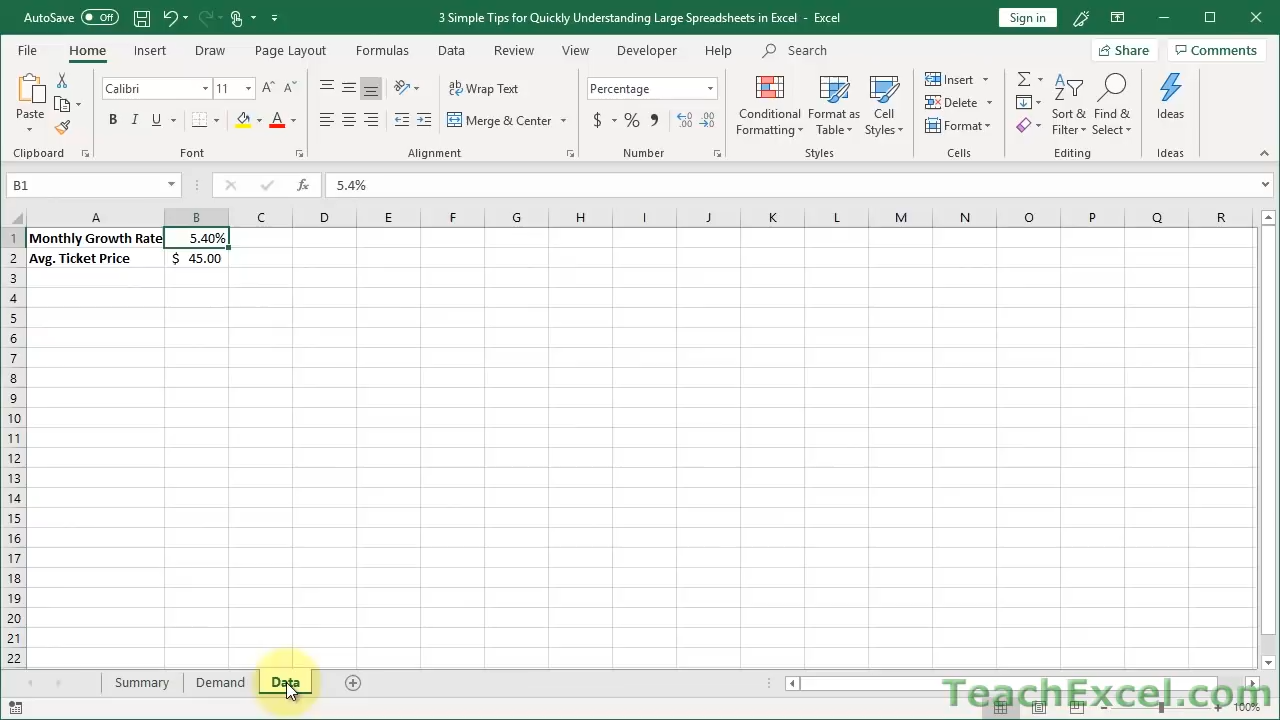 AutoSave Off
3 Simple Tips for Quickly Understanding Large Spreadsheets in Excel - Excel
Sign in
File Home Insert Draw Page Layout Formulas Data Review View Developer Help Search Share Comments
Paste
Calibri 11
B I U A
Wrap Text
Merge & Center
Percentage
$ % ,
Conditional Formatting
Format as Table
Cell Styles
Insert
Delete
Format
Sort & Filter
Find & Select
Ideas
Clipboard Font Alignment Number Styles Cells Editing Ideas
B1 fx 5.4%
A B C D E F G H I J K L M N O P Q R
1 Monthly Growth Rate 5.40%
2 Avg. Ticket Price $ 45.00
3
4
5
6
7
8
9
10
11
12
13
14
15
16
17
18
19
20
21
22
Summary Demand Data
TeachExcel.com
100%